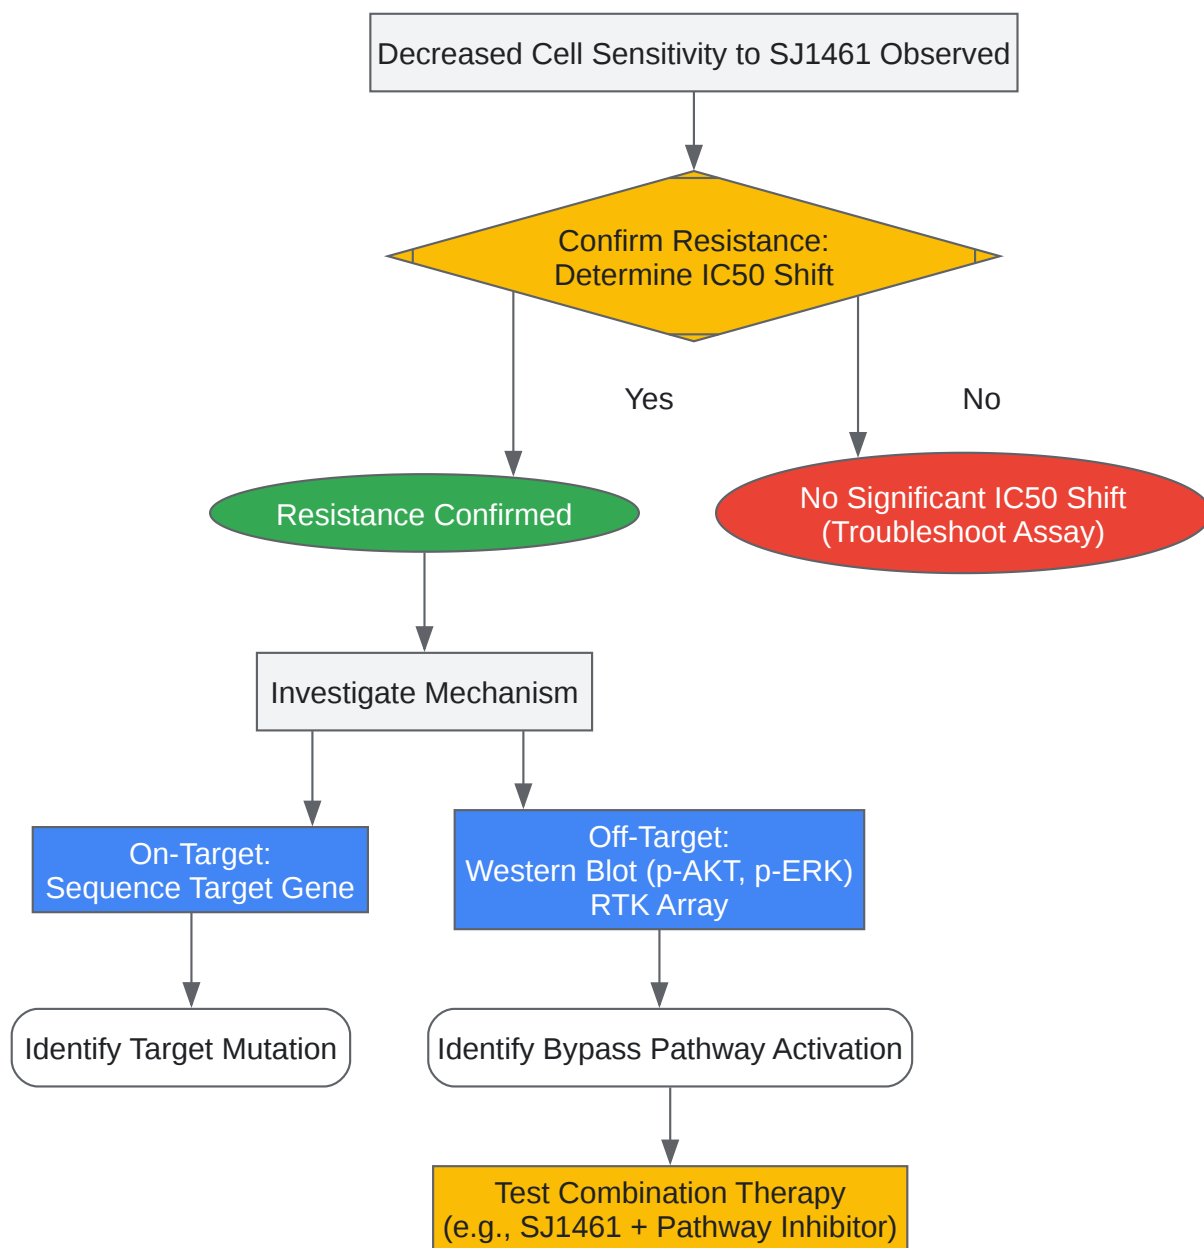 Decreased Cell Sensitivity to SJ1461 Observed
Confirm Resistance:
Determine IC50 Shift
Yes
No
Resistance Confirmed
No Significant IC50 Shift
(Troubleshoot Assay)
Investigate Mechanism
On-Target:
Sequence Target Gene
Off-Target:
Western Blot (p-AKT, p-ERK)
RTK Array
Identify Target Mutation
Identify Bypass Pathway Activation
Test Combination Therapy
(e.g., SJ1461 + Pathway Inhibitor)